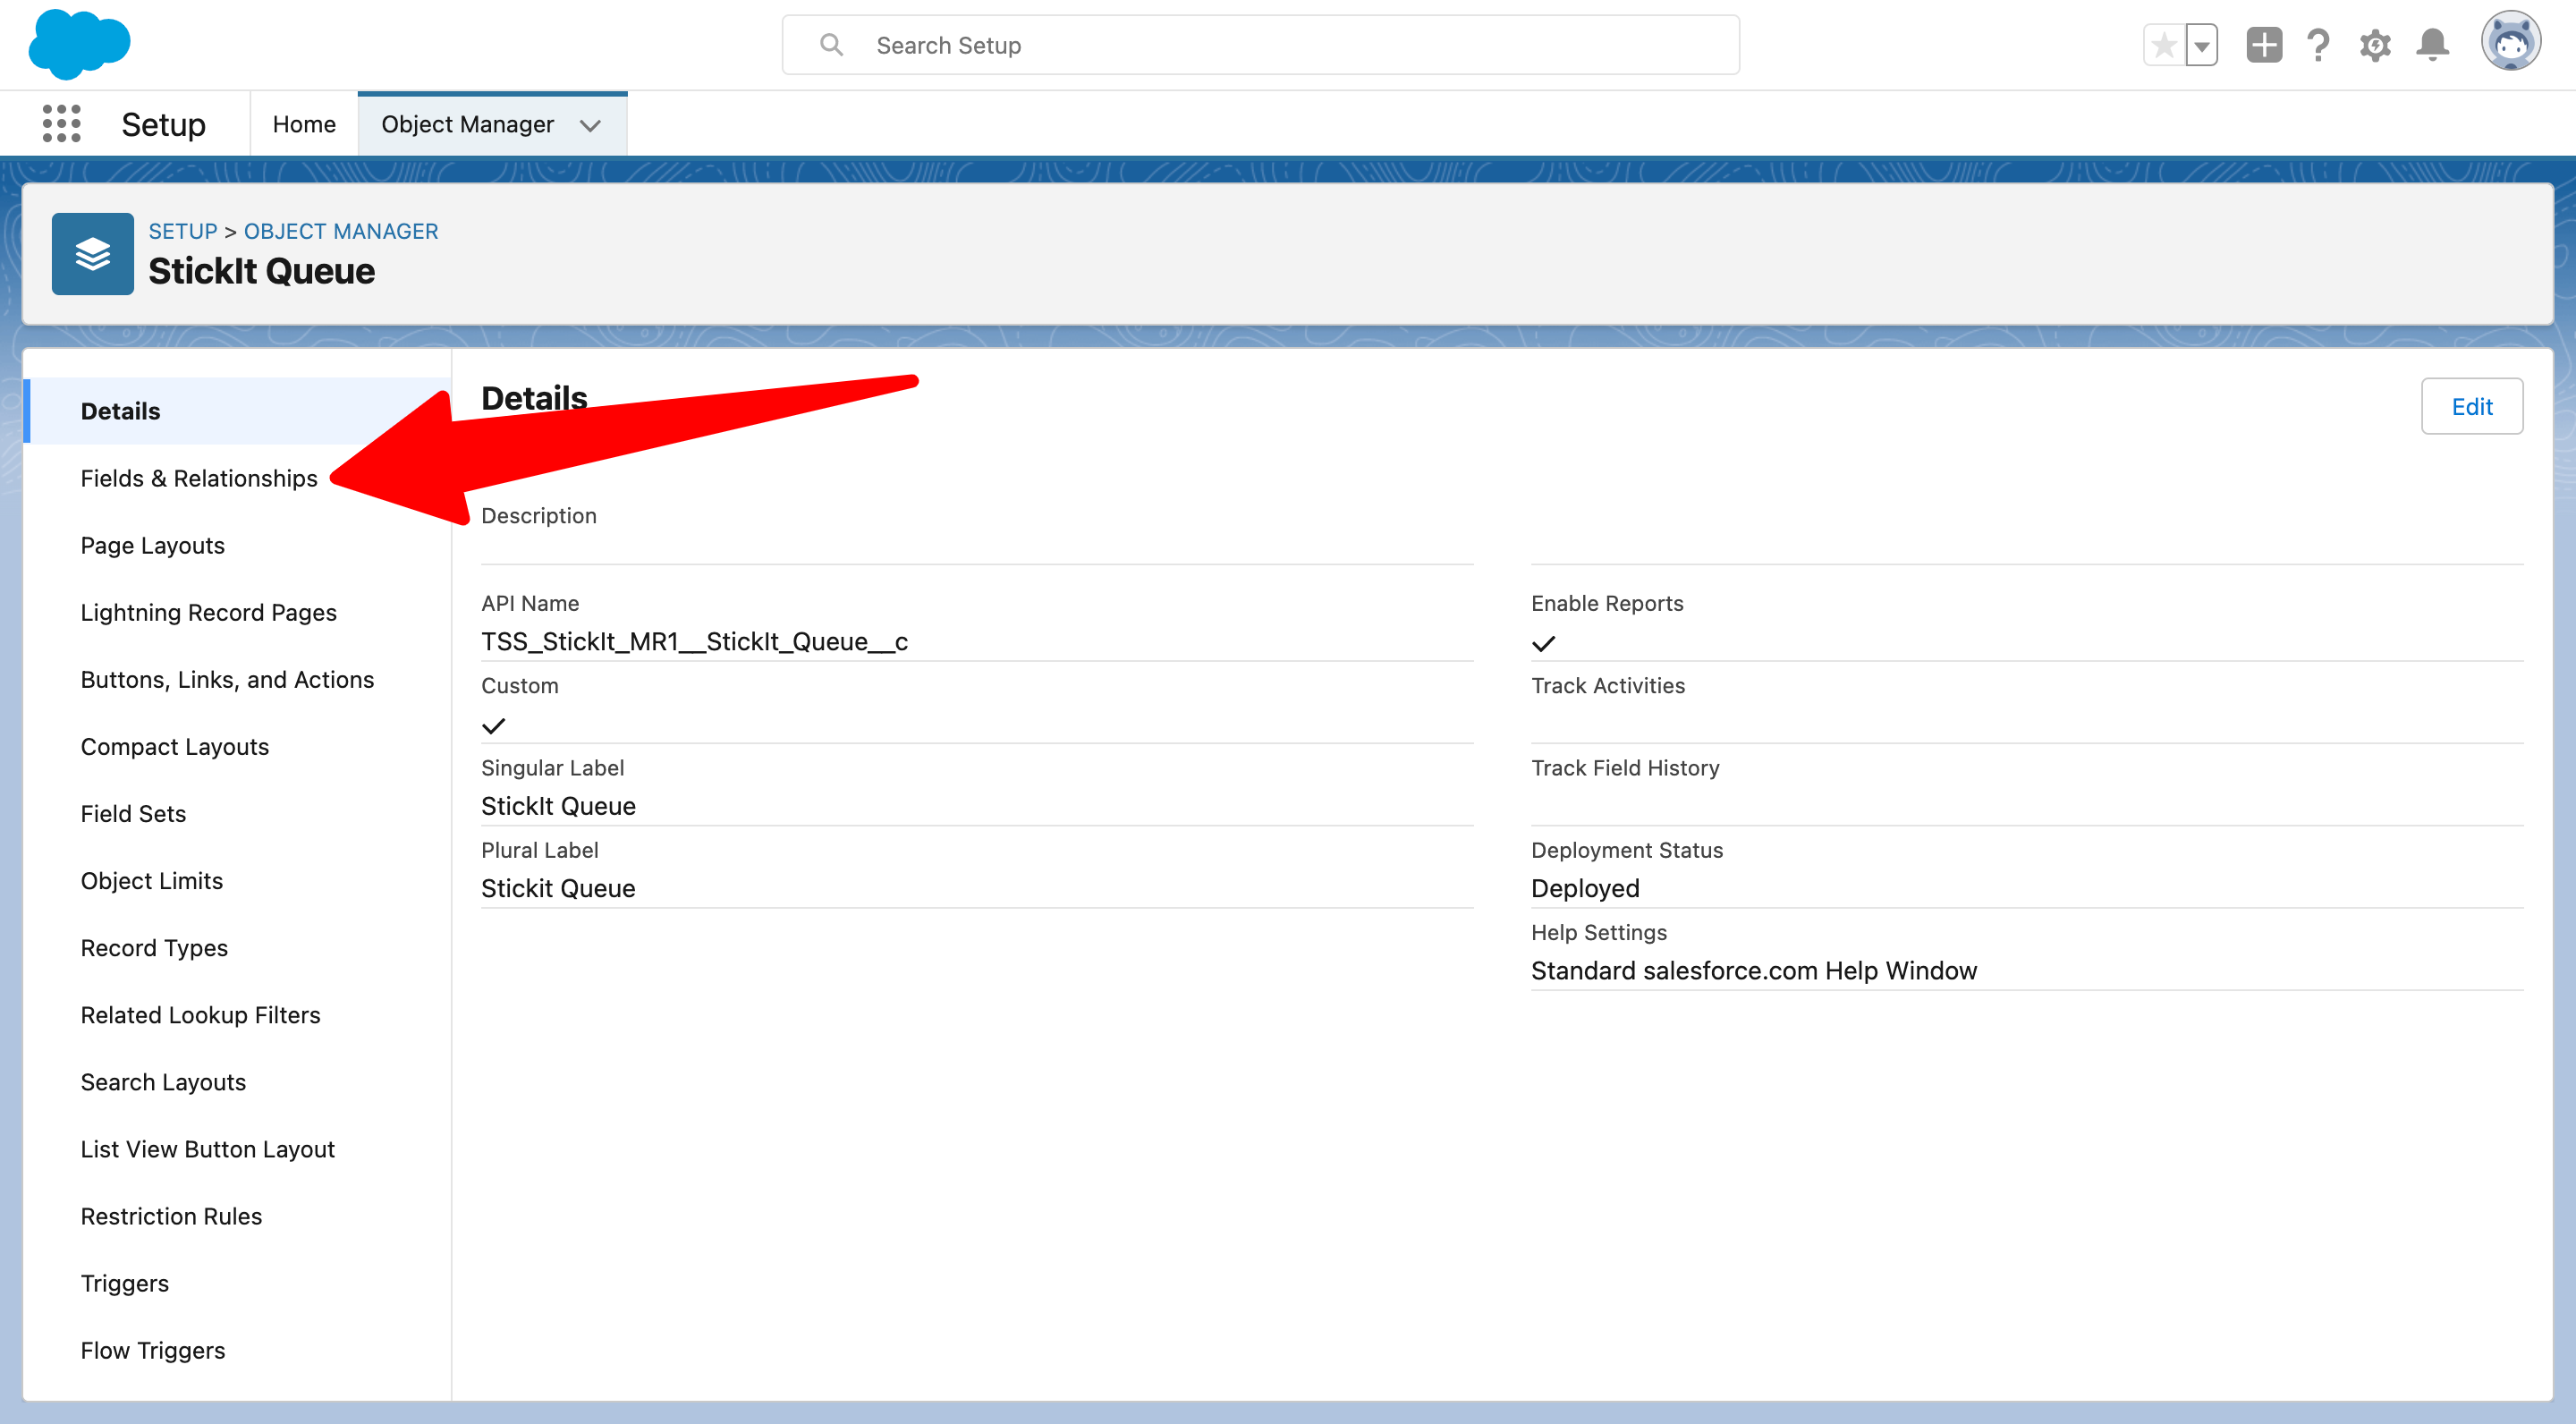 Search Setup
Setup
Home
Object Manager
SETUP > OBJECT MANAGER
StickIt Queue
Details
Fields & Relationships
Page Layouts
Lightning Record Pages
Buttons, Links, and Actions
Compact Layouts
Field Sets
Object Limits
Record Types
Related Lookup Filters
Search Layouts
List View Button Layout
Restriction Rules
Triggers
Flow Triggers
Details
Edit
Description
API Name
TSS_StickIt_MR1__StickIt_Queue__c
Custom
Singular Label
StickIt Queue
Plural Label
Stickit Queue
Enable Reports
Track Activities
Track Field History
Deployment Status
Deployed
Help Settings
Standard salesforce.com Help Window